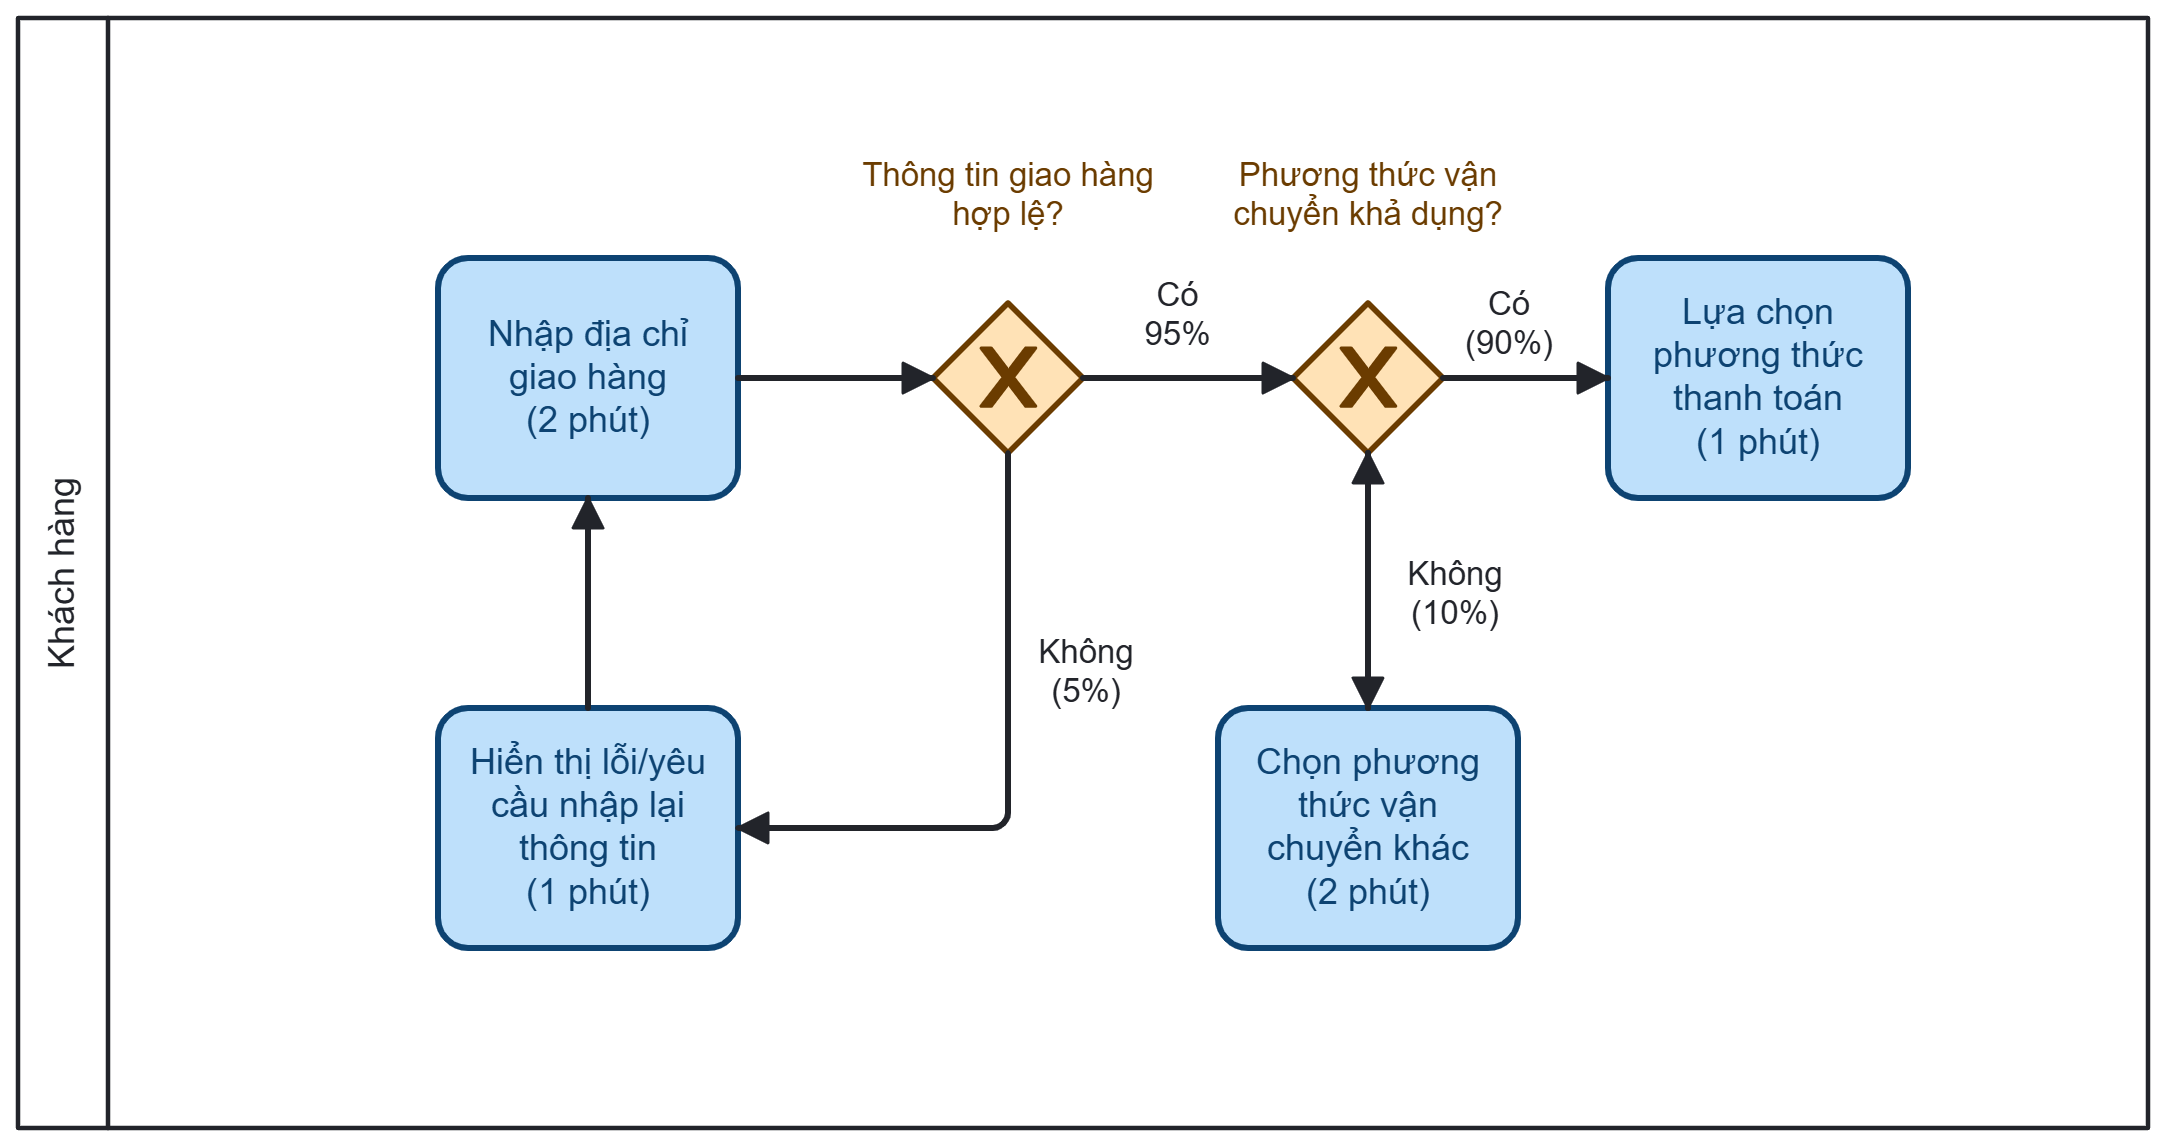 Khách hàng
Thông tin giao hàng
hợp lệ?
Phương thức vận
chuyển khả dụng?
Nhập địa chỉ
giao hàng
(2 phút)
X
Có
95%
X
Có
(90%)
Lựa chọn
phương thức
thanh toán
(1 phút)
Không
(5%)
Không
(10%)
Hiển thị lỗi/yêu
cầu nhập lại
thông tin
(1 phút)
Chọn phương
thức vận
chuyển khác
(2 phút)